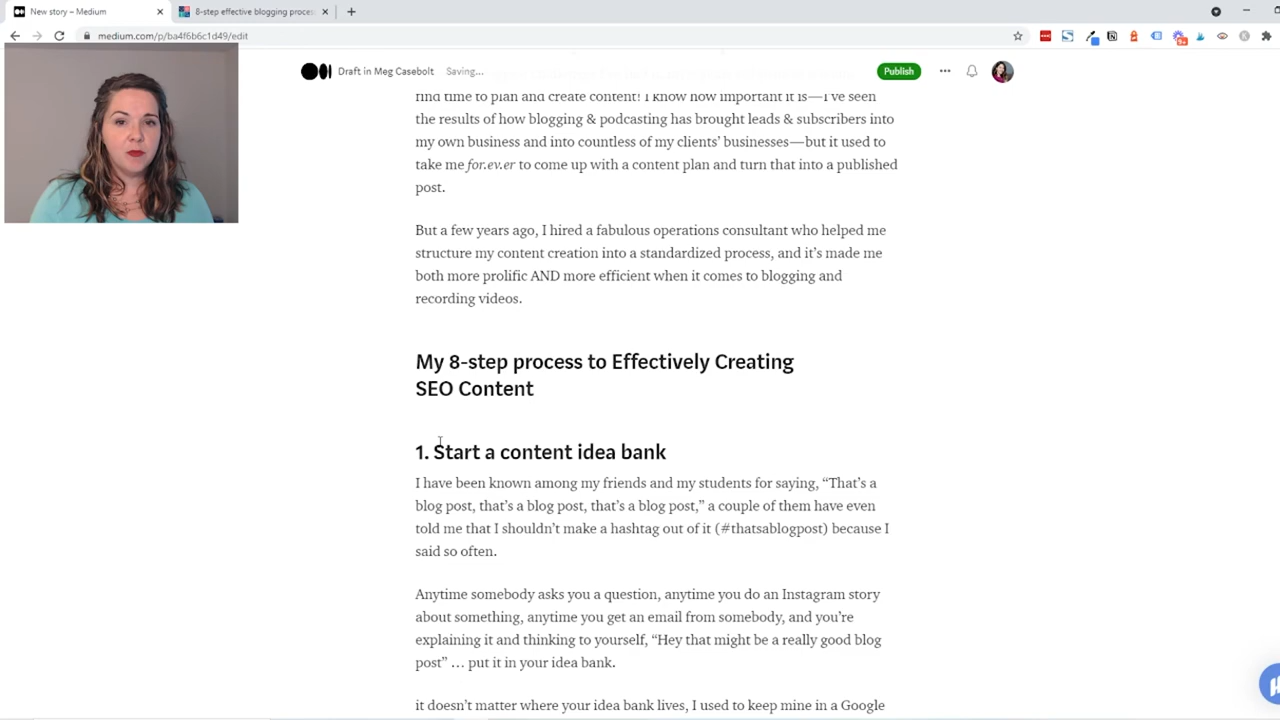 New story – Medium
8-step effective blogging proces
medium.com/p/ba4f6b6c1d49/edit
Draft in Meg Casebolt
Saving...
Publish
find time to plan and create content! I know how important it is—I've seen
the results of how blogging & podcasting has brought leads & subscribers into
my own business and into countless of my clients' businesses—but it used to
take me for.ev.er to come up with a content plan and turn that into a published
post.
But a few years ago, I hired a fabulous operations consultant who helped me
structure my content creation into a standardized process, and it's made me
both more prolific AND more efficient when it comes to blogging and
recording videos.
My 8-step process to Effectively Creating
SEO Content
1. Start a content idea bank
I have been known among my friends and my students for saying, “That's a
blog post, that's a blog post, that's a blog post,” a couple of them have even
told me that I shouldn't make a hashtag out of it (#thatsablogpost) because I
said so often.
Anytime somebody asks you a question, anytime you do an Instagram story
about something, anytime you get an email from somebody, and you're
explaining it and thinking to yourself, “Hey that might be a really good blog
post” … put it in your idea bank.
it doesn't matter where your idea bank lives, I used to keep mine in a Google